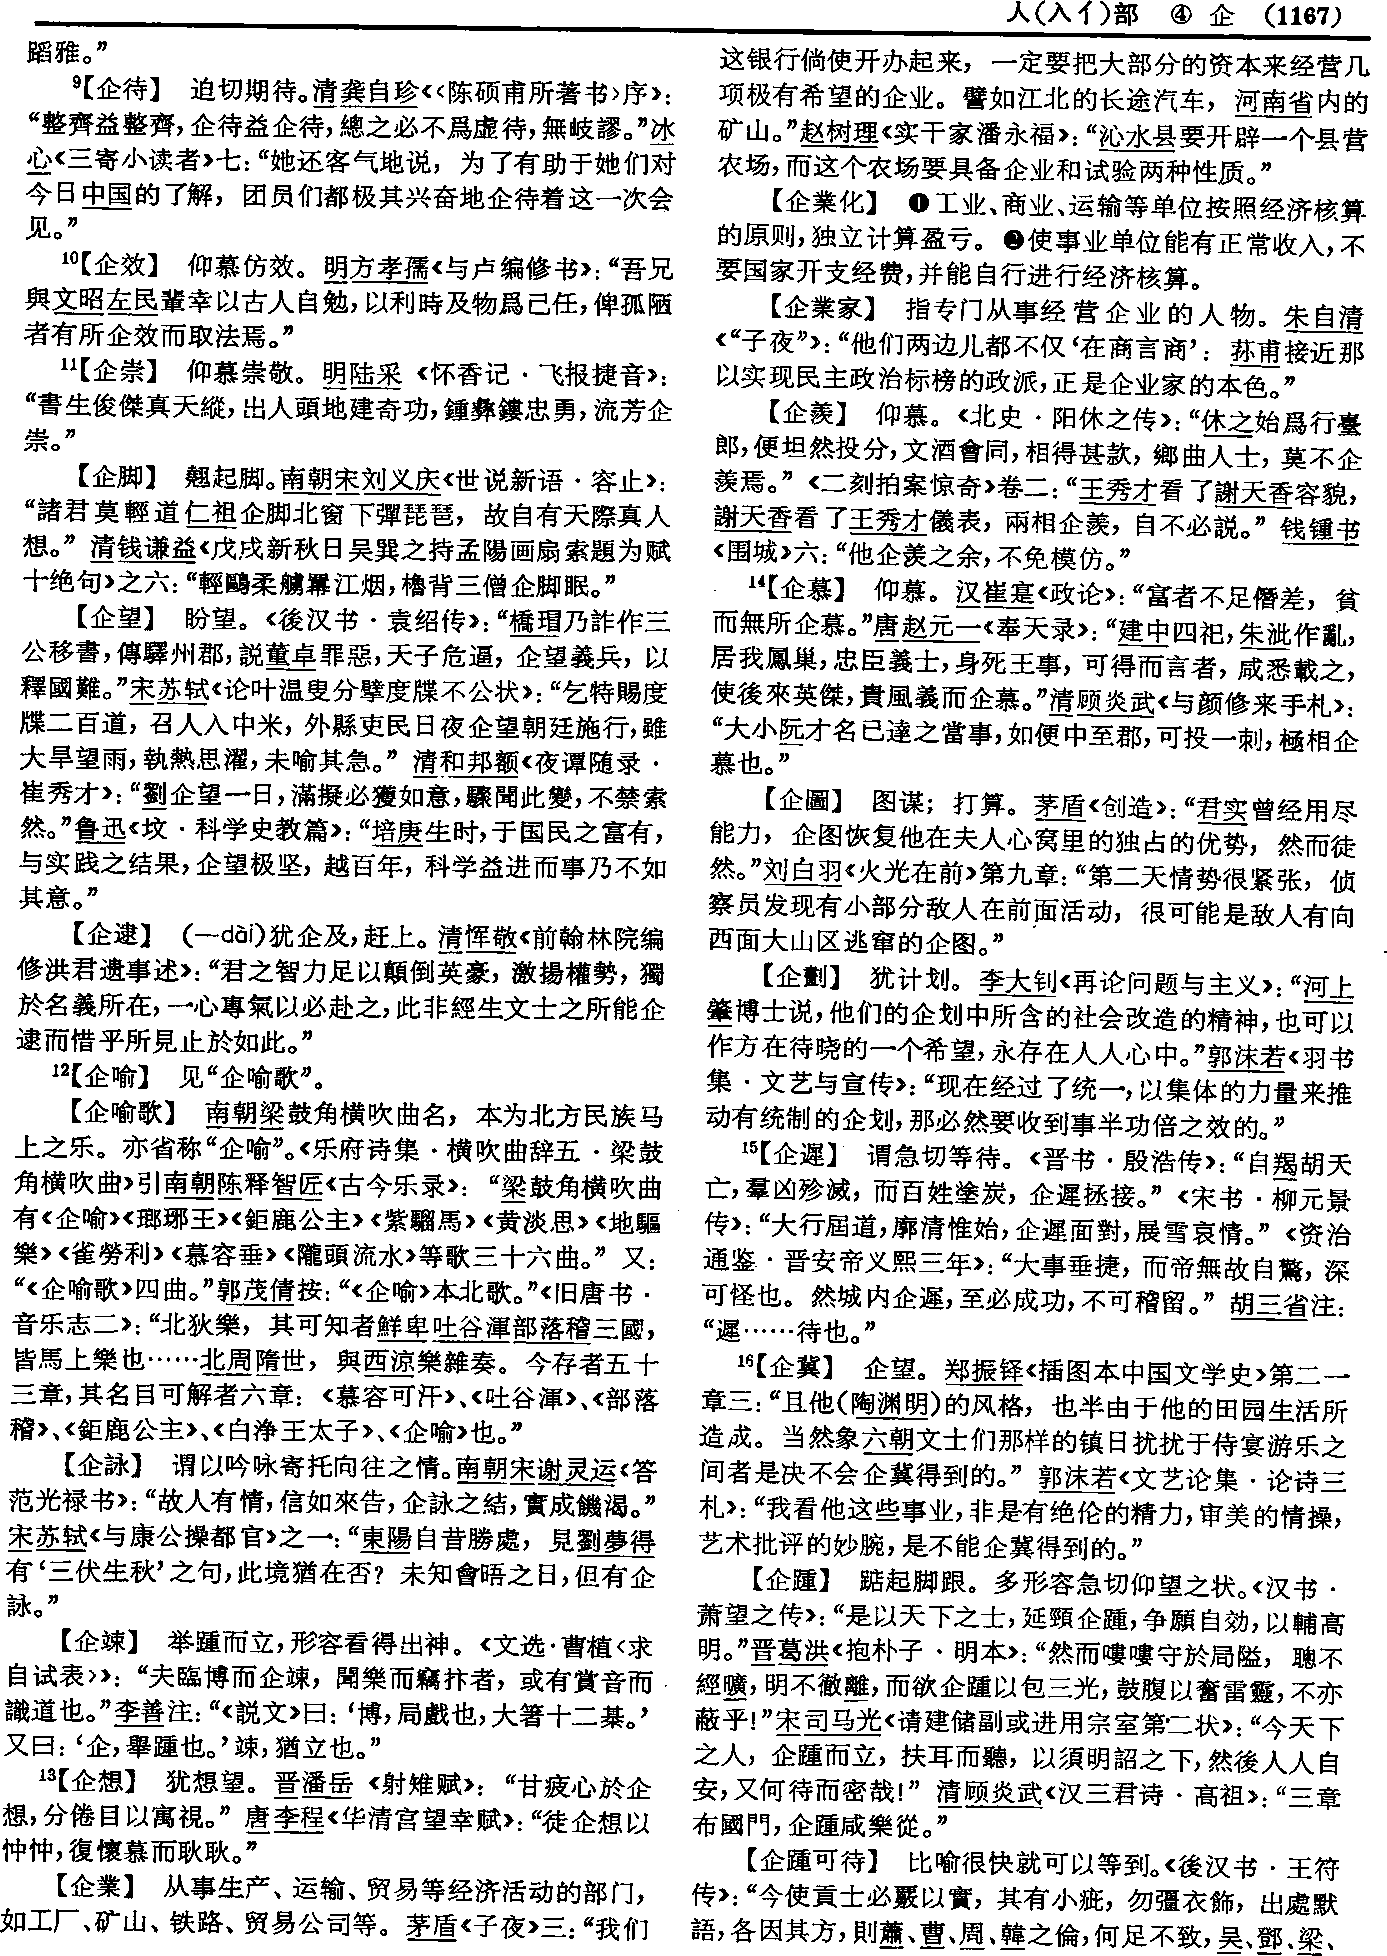 人(入亻)部 ④ 企 (1167)
蹈雅。”
⁹【企待】 迫切期待。清龚自珍《〈陈硕甫所著书〉序》：
“整齊益整齊，企待益企待，總之必不爲虚待，無岐謬。”冰
心《三寄小读者》七：“她还客气地说，为了有助于她们对
今日中国的了解，团员们都极其兴奋地企待着这一次会
见。”
¹⁰【企效】 仰慕仿效。明方孝孺《与卢编修书》：“吾兄
與文昭左民輩幸以古人自勉，以利時及物爲己任，俾孤陋
者有所企效而取法焉。”
¹¹【企崇】 仰慕崇敬。明陆采《怀香记·飞报捷音》：
“書生俊傑真天縱，出人頭地建奇功，鍾彝鏤忠勇，流芳企
崇。”
【企脚】 翘起脚。南朝宋刘义庆《世说新语·容止》：
“諸君莫輕道仁祖企脚北窗下彈琵琶，故自有天際真人
想。”清钱谦益《戊戌新秋日吴巽之持孟陽画扇索題为赋
十绝句》之六：“輕鷗柔艣羃江烟，櫓背三僧企脚眠。”
【企望】 盼望。《後汉书·袁绍传》：“橋瑁乃詐作三
公移書，傳驛州郡，説董卓罪惡，天子危逼，企望義兵，以
釋國難。”宋苏轼《论叶温叟分擘度牒不公状》：“乞特賜度
牒二百道，召人入中米，外縣吏民日夜企望朝廷施行，雖
大旱望雨，執熱思濯，未喻其急。”清和邦额《夜谭随录·
崔秀才》：“劉企望一日，滿擬必獲如意，驟聞此變，不禁索
然。”鲁迅《坟·科学史教篇》：“培庚生时，于国民之富有，
与实践之结果，企望极坚，越百年，科学益进而事乃不如
其意。”
【企逮】 (—dài)犹企及，赶上。清恽敬《前翰林院编
修洪君遗事述》：“君之智力足以顛倒英豪，激揚權勢，獨
於名義所在，一心專氣以必赴之，此非經生文士之所能企
逮而惜乎所見止於如此。”
¹²【企喻】 见“企喻歌”。
【企喻歌】 南朝梁鼓角横吹曲名，本为北方民族马
上之乐。亦省称“企喻”。《乐府诗集·横吹曲辞五·梁鼓
角横吹曲》引南朝陈释智匠《古今乐录》：“梁鼓角横吹曲
有《企喻》《瑯琊王》《鉅鹿公主》《紫騮馬》《黄淡思》《地驅
樂》《雀勞利》《慕容垂》《隴頭流水》等歌三十六曲。”又：
“《企喻歌》四曲。”郭茂倩按：“《企喻》本北歌。”《旧唐书·
音乐志二》：“北狄樂，其可知者鮮卑吐谷渾部落稽三國，
皆馬上樂也……北周隋世，與西涼樂雜奏。今存者五十
三章，其名目可解者六章：《慕容可汗》、《吐谷渾》、《部落
稽》、《鉅鹿公主》、《白净王太子》、《企喻》也。”
【企詠】 谓以吟咏寄托向往之情。南朝宋谢灵运《答
范光禄书》：“故人有情，信如來告，企詠之結，實成饑渴。”
宋苏轼《与康公操都官》之一：“東陽自昔勝處，見劉夢得
有‘三伏生秋’之句，此境猶在否？未知會晤之日，但有企
詠。”
【企竦】 举踵而立，形容看得出神。《文选·曹植〈求
自试表〉》：“夫臨博而企竦，聞樂而竊抃者，或有賞音而
識道也。”李善注：“《説文》曰：‘博，局戲也，大箸十二棊。’
又曰：‘企，舉踵也。’竦，猶立也。”
¹³【企想】 犹想望。晋潘岳《射雉赋》：“甘疲心於企
想，分倦目以寓視。”唐李程《华清宫望幸赋》：“徒企想以
忡忡，復懷慕而耿耿。”
【企業】 从事生产、运输、贸易等经济活动的部门，
如工厂、矿山、铁路、贸易公司等。茅盾《子夜》三：“我们
这银行倘使开办起来，一定要把大部分的资本来经营几
项极有希望的企业。譬如江北的长途汽车，河南省内的
矿山。”赵树理《实干家潘永福》：“沁水县要开辟一个县营
农场，而这个农场要具备企业和试验两种性质。”
【企業化】 ❶工业、商业、运输等单位按照经济核算
的原则，独立计算盈亏。❷使事业单位能有正常收入，不
要国家开支经费，并能自行进行经济核算。
【企業家】 指专门从事经营企业的人物。朱自清
《“子夜”》：“他们两边儿都不仅‘在商言商’：荪甫接近那
以实现民主政治标榜的政派，正是企业家的本色。”
【企羨】 仰慕。《北史·阳休之传》：“休之始爲行臺
郎，便坦然投分，文酒會同，相得甚款，鄉曲人士，莫不企
羨焉。”《二刻拍案惊奇》卷二：“王秀才看了謝天香容貌，
謝天香看了王秀才儀表，兩相企羨，自不必説。”钱锺书
《围城》六：“他企羡之余，不免模仿。”
¹⁴【企慕】 仰慕。汉崔寔《政论》：“富者不足僭差，貧
而無所企慕。”唐赵元一《奉天录》：“建中四祀，朱泚作亂，
居我鳳巢，忠臣義士，身死王事，可得而言者，咸悉載之，
使後來英傑，貴風義而企慕。”清顾炎武《与颜修来手札》：
“大小阮才名已達之當事，如便中至郡，可投一刺，極相企
慕也。”
【企圖】 图谋；打算。茅盾《创造》：“君实曾经用尽
能力，企图恢复他在夫人心窝里的独占的优势，然而徒
然。”刘白羽《火光在前》第九章：“第二天情势很紧张，侦
察员发现有小部分敌人在前面活动，很可能是敌人有向
西面大山区逃窜的企图。”
【企劃】 犹计划。李大钊《再论问题与主义》：“河上
肇博士说，他们的企划中所含的社会改造的精神，也可以
作方在待晓的一个希望，永存在人人心中。”郭沫若《羽书
集·文艺与宣传》：“现在经过了统一，以集体的力量来推
动有统制的企划，那必然要收到事半功倍之效的。”
¹⁵【企遲】 谓急切等待。《晋书·殷浩传》：“自羯胡夭
亡，羣凶殄滅，而百姓塗炭，企遲拯接。”《宋书·柳元景
传》：“大行屆道，廓清惟始，企遲面對，展雪哀情。”《资治
通鉴·晋安帝义熙三年》：“大事垂捷，而帝無故自驚，深
可怪也。然城内企遲，至必成功，不可稽留。”胡三省注：
“遲……待也。”
¹⁶【企冀】 企望。郑振铎《插图本中国文学史》第二一
章三：“且他(陶渊明)的风格，也半由于他的田园生活所
造成。当然象六朝文士们那样的镇日扰扰于侍宴游乐之
间者是决不会企冀得到的。”郭沫若《文艺论集·论诗三
札》：“我看他这些事业，非是有绝伦的精力，审美的情操，
艺术批评的妙腕，是不能企冀得到的。”
【企踵】 踮起脚跟。多形容急切仰望之状。《汉书·
萧望之传》：“是以天下之士，延頸企踵，争願自効，以輔高
明。”晋葛洪《抱朴子·明本》：“然而嘍嘍守於局隘，聰不
經曠，明不徹離，而欲企踵以包三光，鼓腹以奮雷靈，不亦
蔽乎！”宋司马光《请建储副或进用宗室第二状》：“今天下
之人，企踵而立，扶耳而聽，以須明詔之下，然後人人自
安，又何待而密哉！”清顾炎武《汉三君诗·高祖》：“三章
布國門，企踵咸樂從。”
【企踵可待】 比喻很快就可以等到。《後汉书·王符
传》：“今使貢士必覈以實，其有小疵，勿彊衣飾，出處默
語，各因其方，則蕭、曹、周、韓之倫，何足不致，吴、鄧、梁、